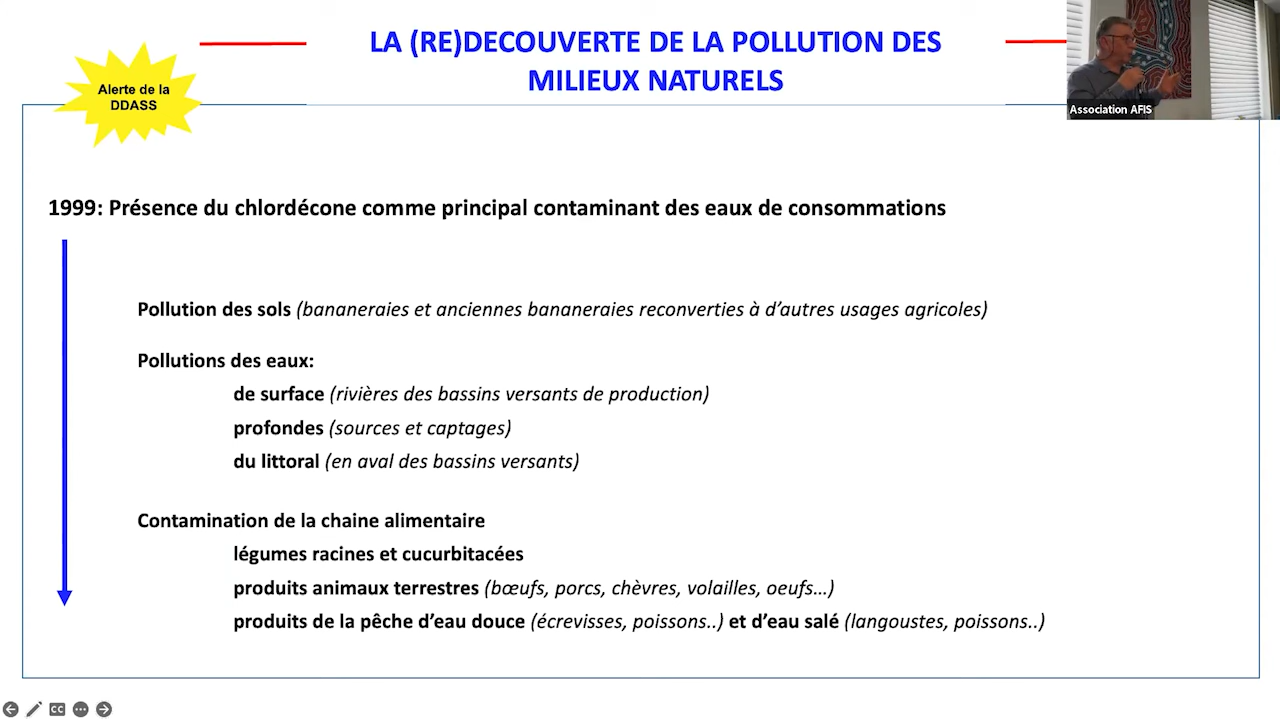 LA (RE)DECOUVERTE DE LA POLLUTION DES
MILIEUX NATURELS
Alerte de la
DDASS
Association AFIS
1999: Présence du chlordécone comme principal contaminant des eaux de consommations
Pollution des sols (bananeraies et anciennes bananeraies reconverties à d’autres usages agricoles)
Pollutions des eaux:
de surface (rivières des bassins versants de production)
profondes (sources et captages)
du littoral (en aval des bassins versants)
Contamination de la chaine alimentaire
légumes racines et cucurbitacées
produits animaux terrestres (bœufs, porcs, chèvres, volailles, oeufs…)
produits de la pêche d’eau douce (écrevisses, poissons..) et d’eau salé (langoustes, poissons..)
CC